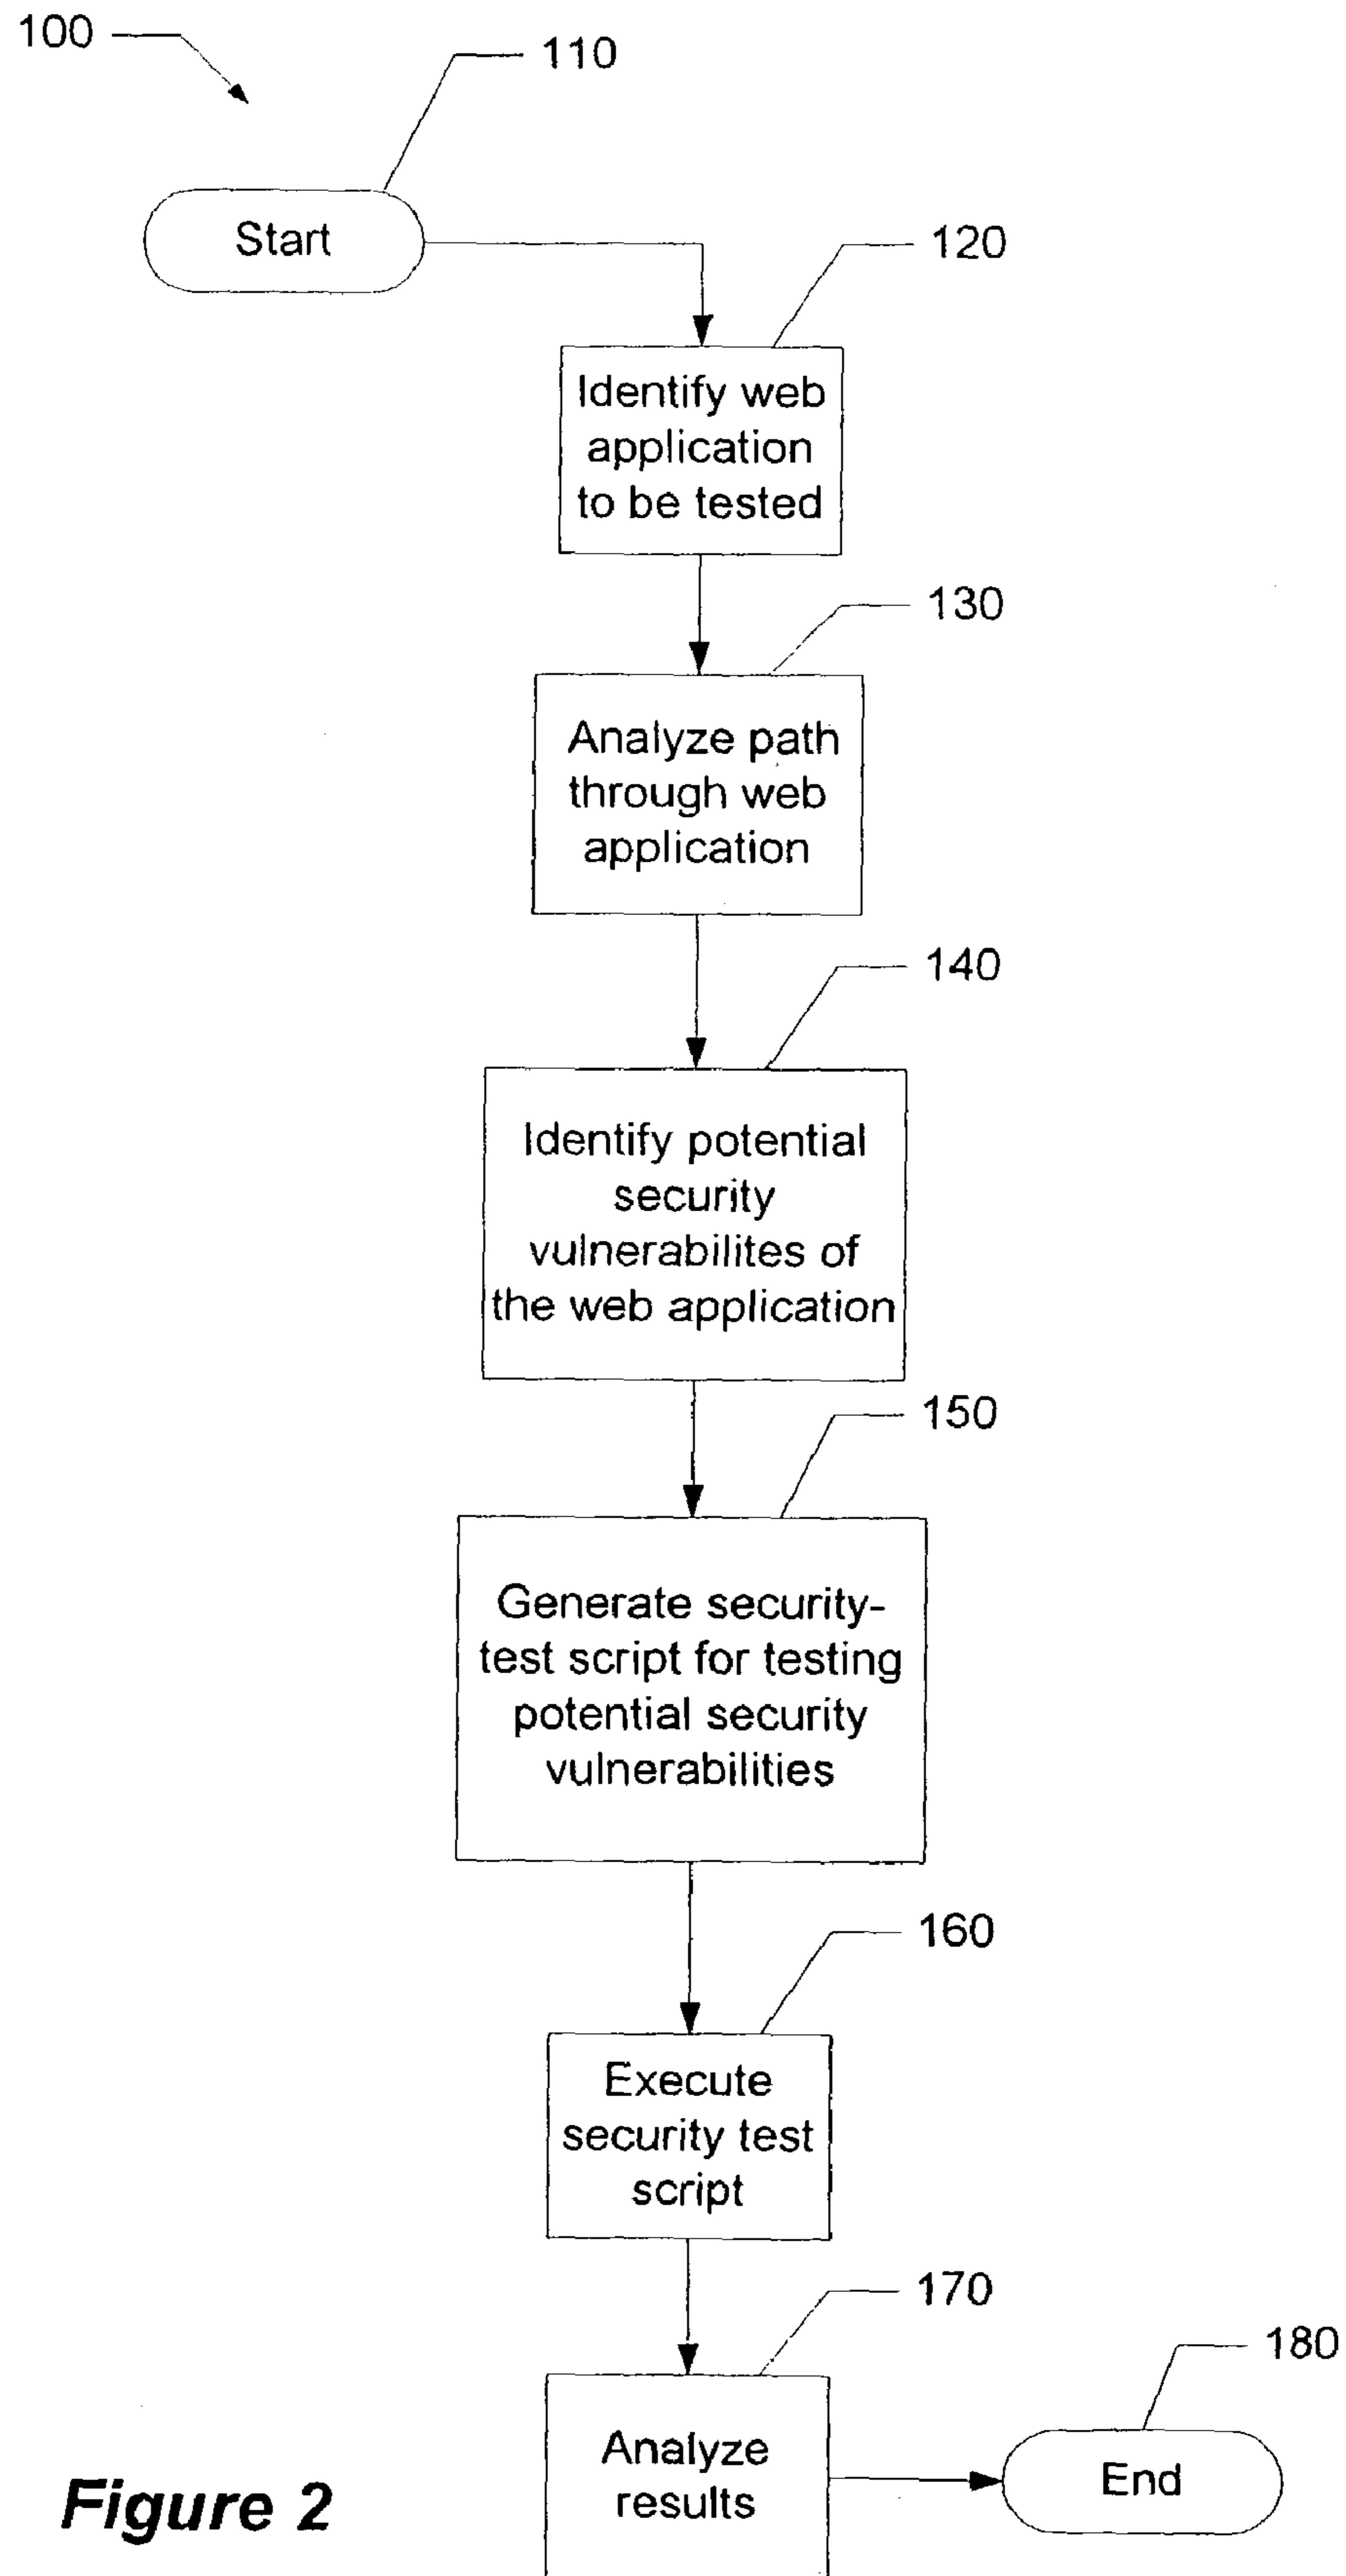 100
110
Start
120
Identify web
application
to be tested
130
Analyze path
through web
application
140
Identify potential
security
vulnerabilites of
the web application
150
Generate security-
test script for testing
potential security
vulnerabilities
160
Execute
security test
script
170
Analyze
results
180
End
Figure 2